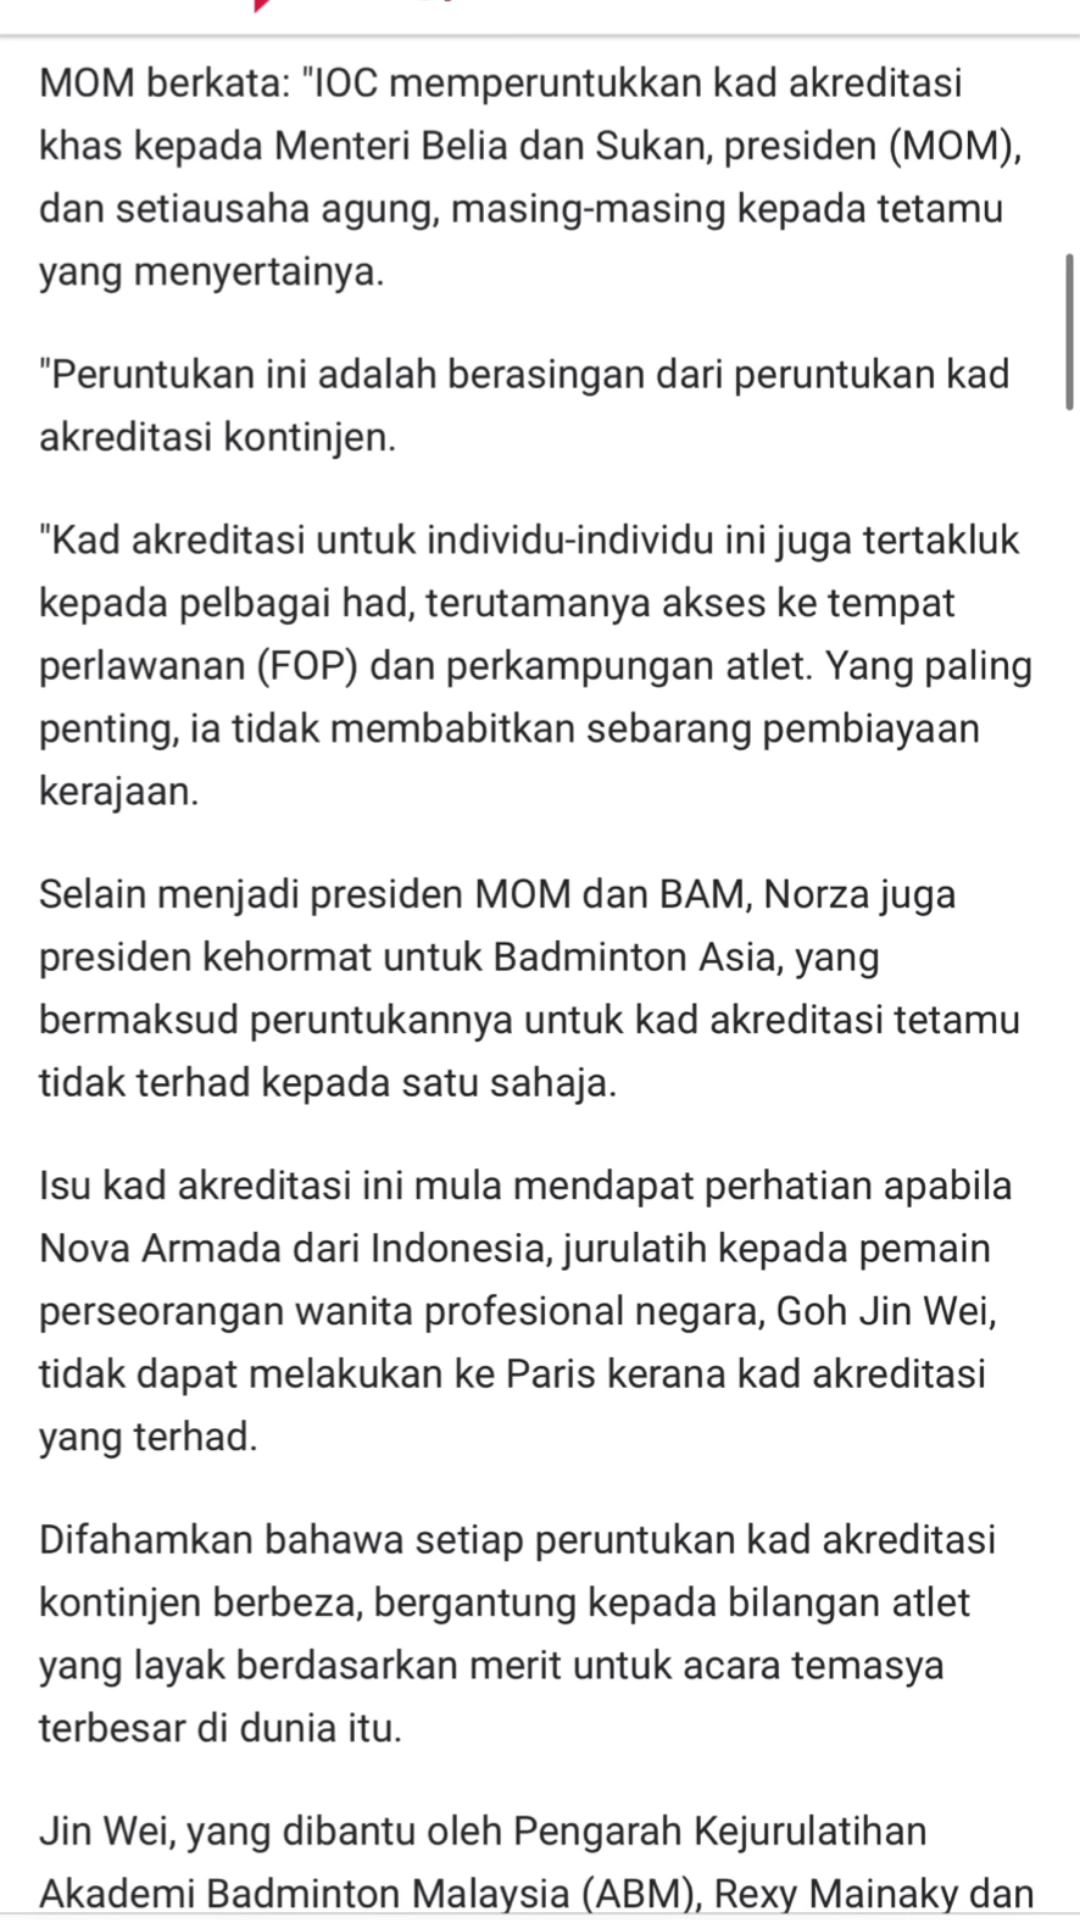 MOM berkata: "IOC memperuntukkan kad akreditasi
khas kepada Menteri Belia dan Sukan, presiden (MOM),
dan setiausaha agung, masing-masing kepada tetamu
yang menyertainya.
"Peruntukan ini adalah berasingan dari peruntukan kad
akreditasi kontinjen.
"Kad akreditasi untuk individu-individu ini juga tertakluk
kepada pelbagai had, terutamanya akses ke tempat
perlawanan (FOP) dan perkampungan atlet. Yang paling
penting, ia tidak membabitkan sebarang pembiayaan
kerajaan.
Selain menjadi presiden MOM dan BAM, Norza juga
presiden kehormat untuk Badminton Asia, yang
bermaksud peruntukannya untuk kad akreditasi tetamu
tidak terhad kepada satu sahaja.
Isu kad akreditasi ini mula mendapat perhatian apabila
Nova Armada dari Indonesia, jurulatih kepada pemain
perseorangan wanita profesional negara, Goh Jin Wei,
tidak dapat melakukan ke Paris kerana kad akreditasi
yang terhad.
Difahamkan bahawa setiap peruntukan kad akreditasi
kontinjen berbeza, bergantung kepada bilangan atlet
yang layak berdasarkan merit untuk acara temasya
terbesar di dunia itu.
Jin Wei, yang dibantu oleh Pengarah Kejurulatihan
Akademi Badminton Malaysia (ABM), Rexy Mainaky dan